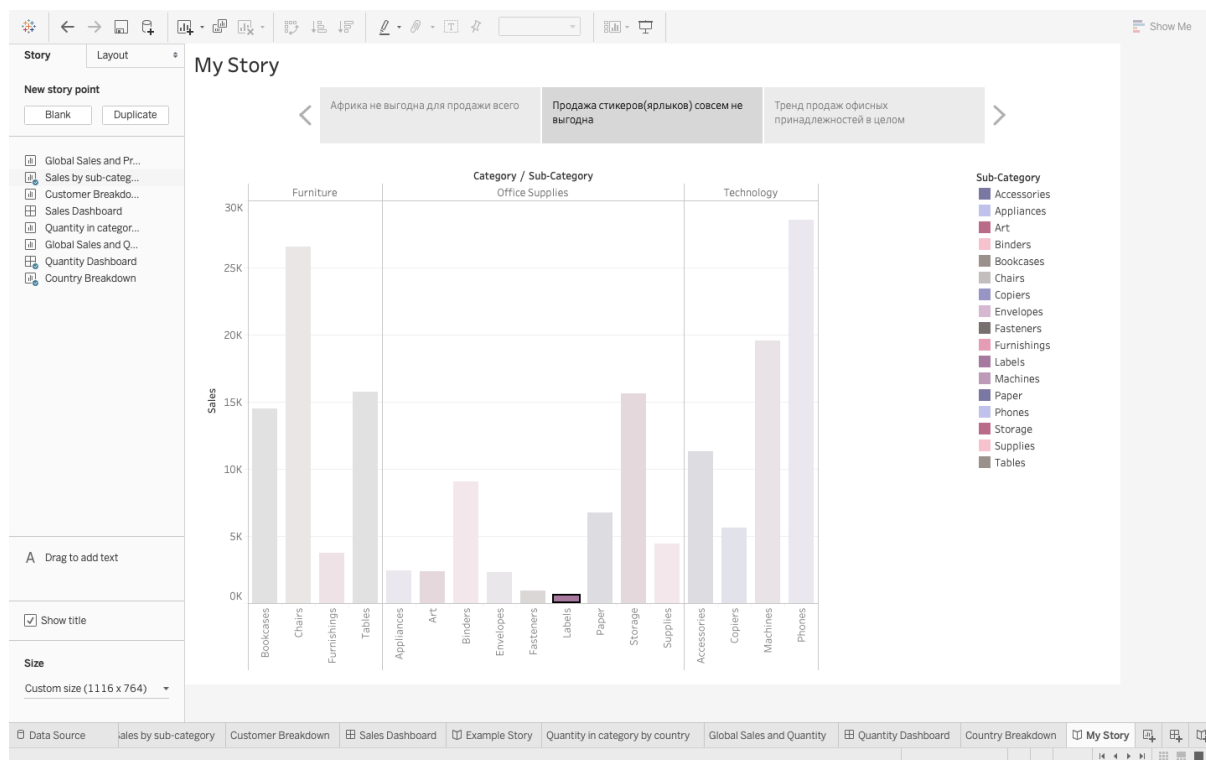 Show Me
Story
Layout
New story point
Blank
Duplicate
Global Sales and Pr...
Sales by sub-categ...
Customer Breakdo...
Sales Dashboard
Quantity in categor...
Global Sales and Q...
Quantity Dashboard
Country Breakdown
A Drag to add text
Show title
Size
Custom size (1116 x 764)
My Story
Африка не выгодна для продажи всего
Продажа стикеров(ярлыков) совсем не
выгодна
Тренд продаж офисных
принадлежностей в целом
Category / Sub-Category
Furniture
Office Supplies
Technology
Sales
30K
25K
20K
15K
10K
5K
0K
Bookcases
Chairs
Furnishings
Tables
Appliances
Art
Binders
Envelopes
Fasteners
Labels
Paper
Storage
Supplies
Accessories
Copiers
Machines
Phones
Sub-Category
Accessories
Appliances
Art
Binders
Bookcases
Chairs
Copiers
Envelopes
Fasteners
Furnishings
Labels
Machines
Paper
Phones
Storage
Supplies
Tables
Data Source
ales by sub-category
Customer Breakdown
Sales Dashboard
Example Story
Quantity in category by country
Global Sales and Quantity
Quantity Dashboard
Country Breakdown
My Story